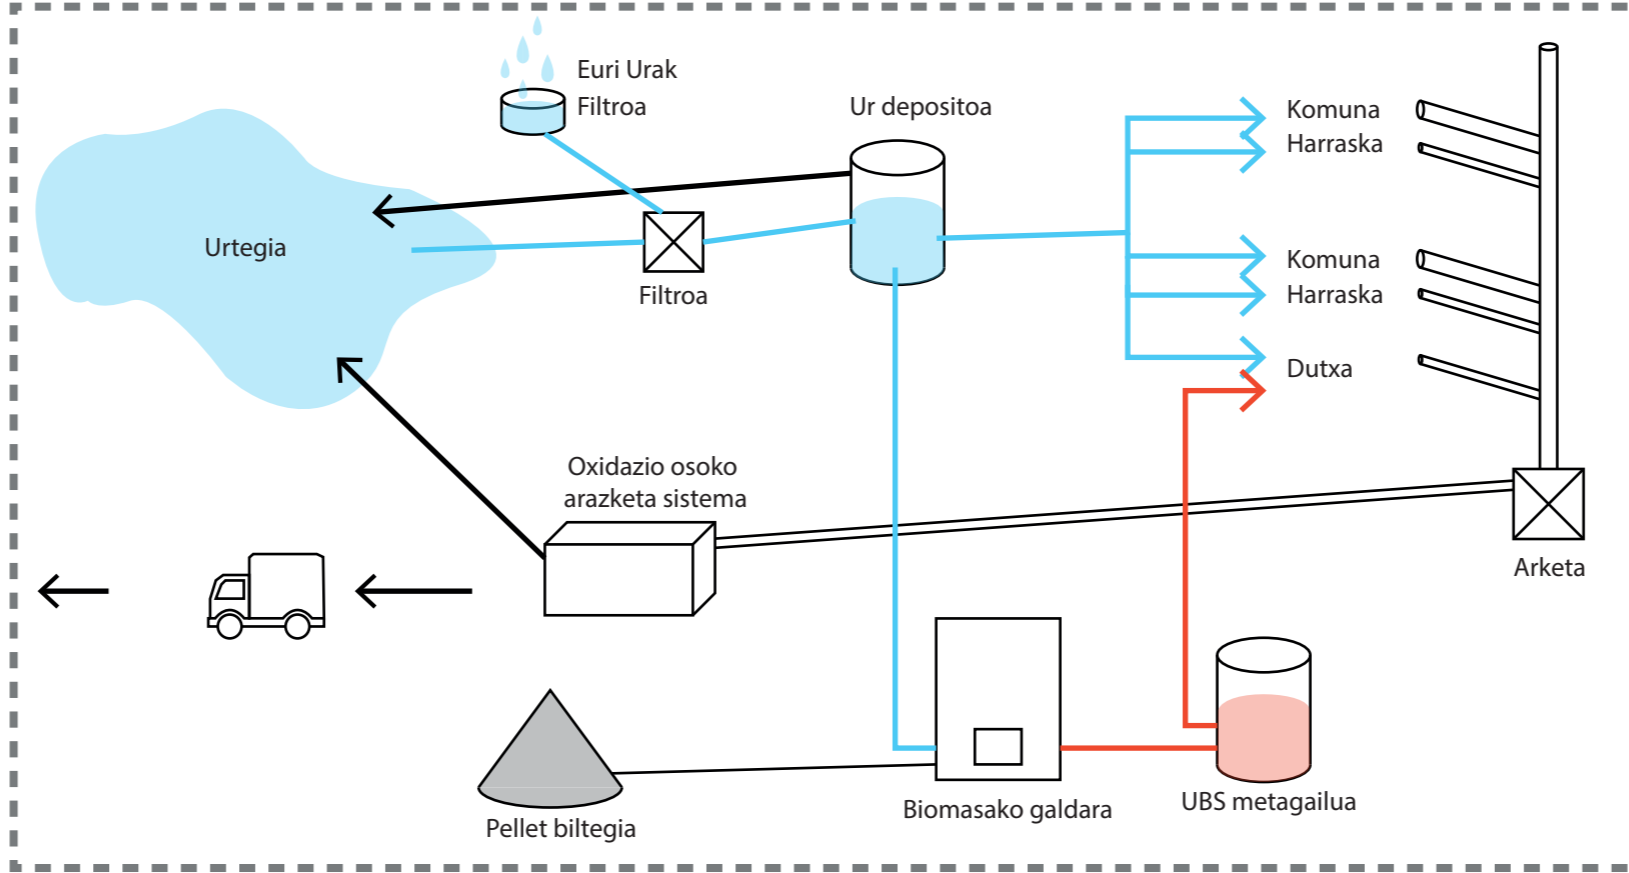 Euri Urak
Filtroa
Ur depositoa
Komuna
Harraska
Urtegia
Filtroa
Komuna
Harraska
Dutxa
Oxidazio osoko
arazketa sistema
Arketa
Pellet biltegia
Biomasako galdara
UBS metagailua